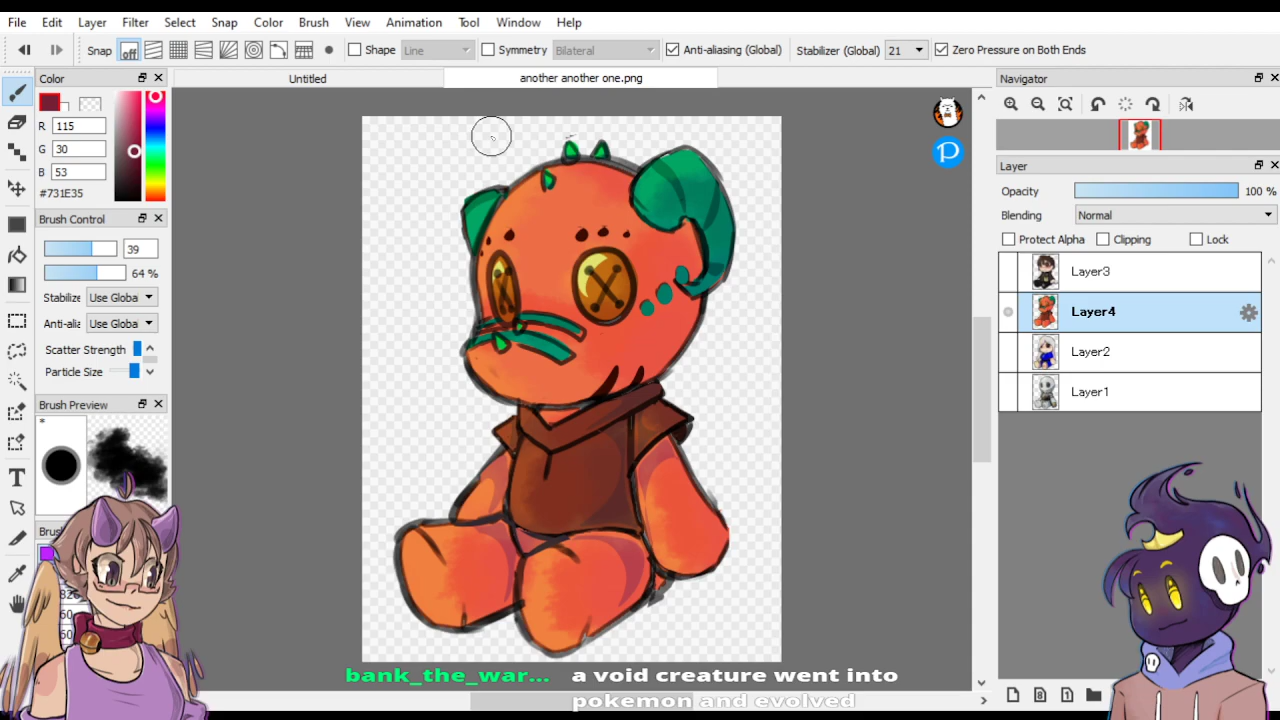 File Edit Layer Filter Select Snap Color Brush View Animation Tool Window Help
Snap off Shape Line Symmetry Bilateral Anti-aliasing (Global) Stabilizer (Global) 21 Zero Pressure on Both Ends
Color Untitled another another one.png Navigator
R 115
G 30
B 53
#731E35
Layer
Opacity 100 %
Blending Normal
Protect Alpha Clipping Lock
Layer3
Layer4
Layer2
Layer1
Brush Control
39
64 %
Stabilize Use Globa
Anti-alia Use Globa
Scatter Strength
Particle Size
Brush Preview
*
T
P
bank_the_war... a void creature went into
pokemon and evolved